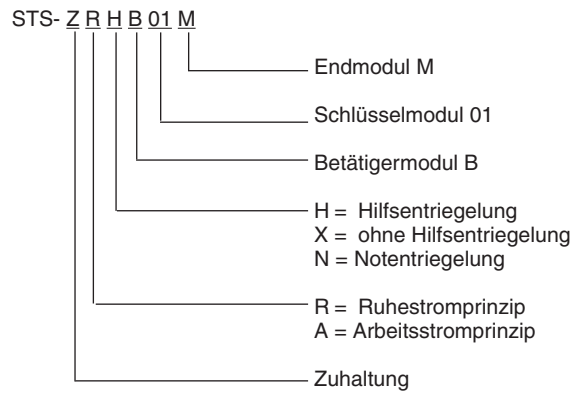 STS- Z R H B 01 M
Endmodul M
Schlüsselmodul 01
Betätigermodul B
H = Hilfsentriegelung
X = ohne Hilfsentriegelung
N = Notentriegelung
R = Ruhestromprinzip
A = Arbeitsstromprinzip
Zuhaltung